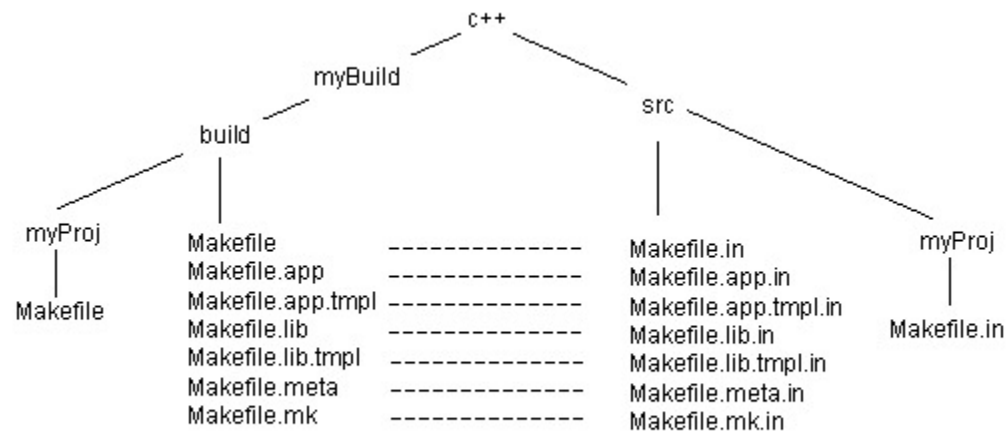 c++
myBuild
src
build
myProj
myProj
Makefile -------------- Makefile.in
Makefile.app -------------- Makefile.app.in
Makefile.app.tmpl -------------- Makefile.app.tmpl.in
Makefile
Makefile.lib -------------- Makefile.lib.in
Makefile.in
Makefile.lib.tmpl -------------- Makefile.lib.tmpl.in
Makefile.meta -------------- Makefile.meta.in
Makefile.mk -------------- Makefile.mk.in